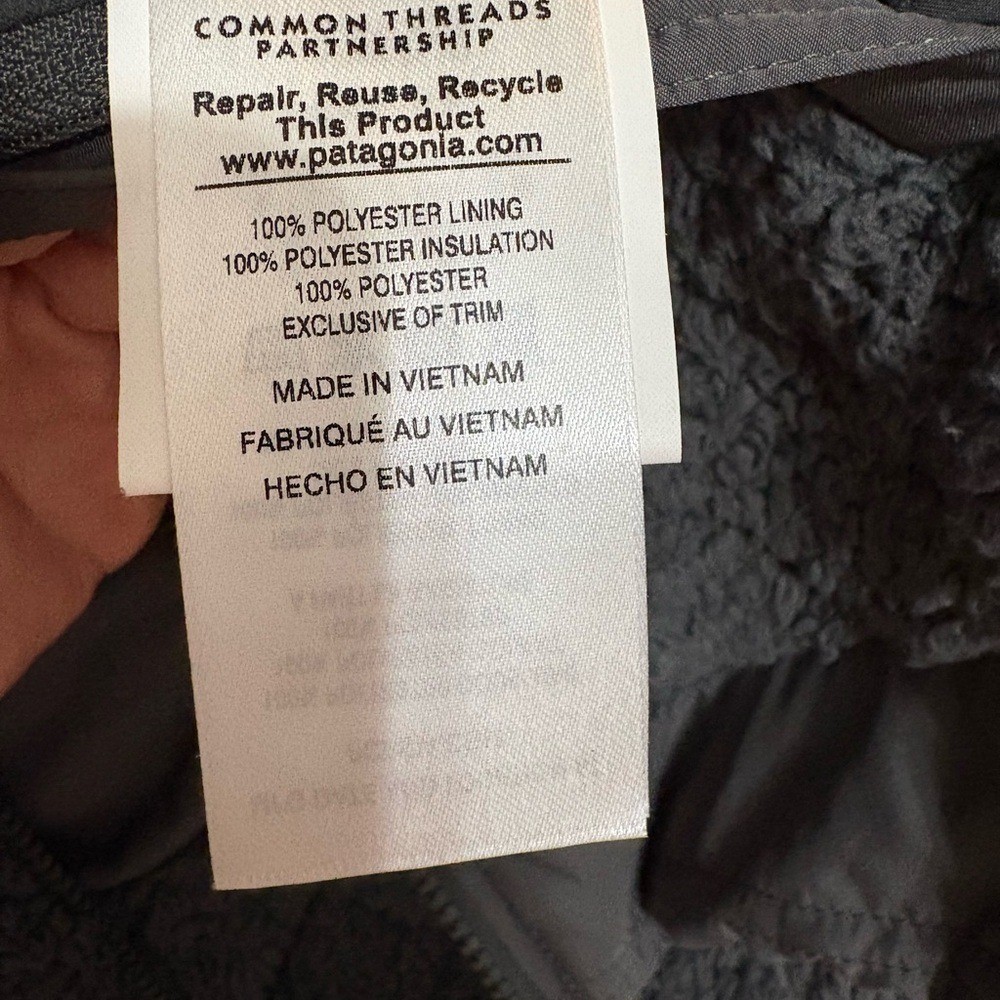 COMMON THREADS
PARTNERSHIP
Repair, Reuse, Recycle
This Product
www.patagonia.com
100% POLYESTER LINING
100% POLYESTER INSULATION
100% POLYESTER
EXCLUSIVE OF TRIM
MADE IN VIETNAM
FABRIQUÉ AU VIETNAM
HECHO EN VIETNAM